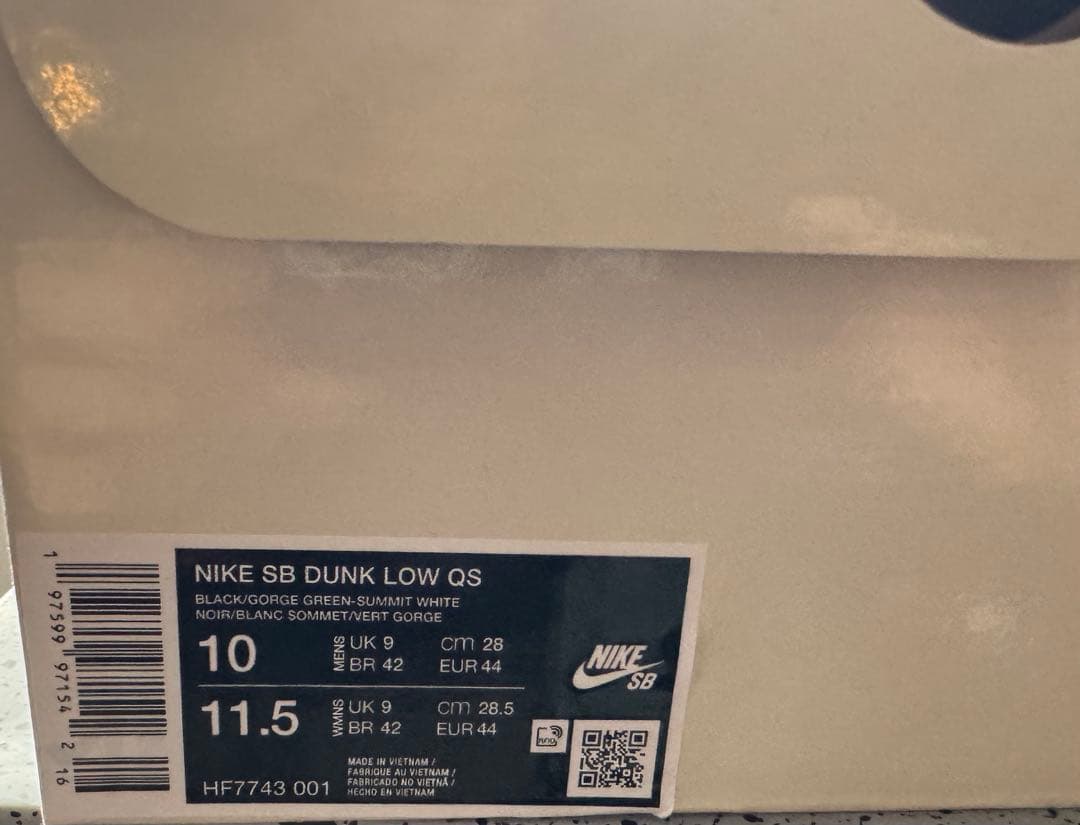 NIKE SB DUNK LOW QS
BLACK/GORGE GREEN-SUMMIT WHITE
NOIR/BLANC SOMMET/VERT GORGE
10 MENS UK 9 cm 28
BR 42 EUR 44
11.5 WMNS UK 9 cm 28.5
BR 42 EUR 44
HF7743 001
MADE IN VIETNAM /
FABRIQUE AU VIETNAM /
FABRICADO NO VIETNÃ /
HECHO EN VIETNAM
NIKE
SB
RFID
1 97599 97154 2 16